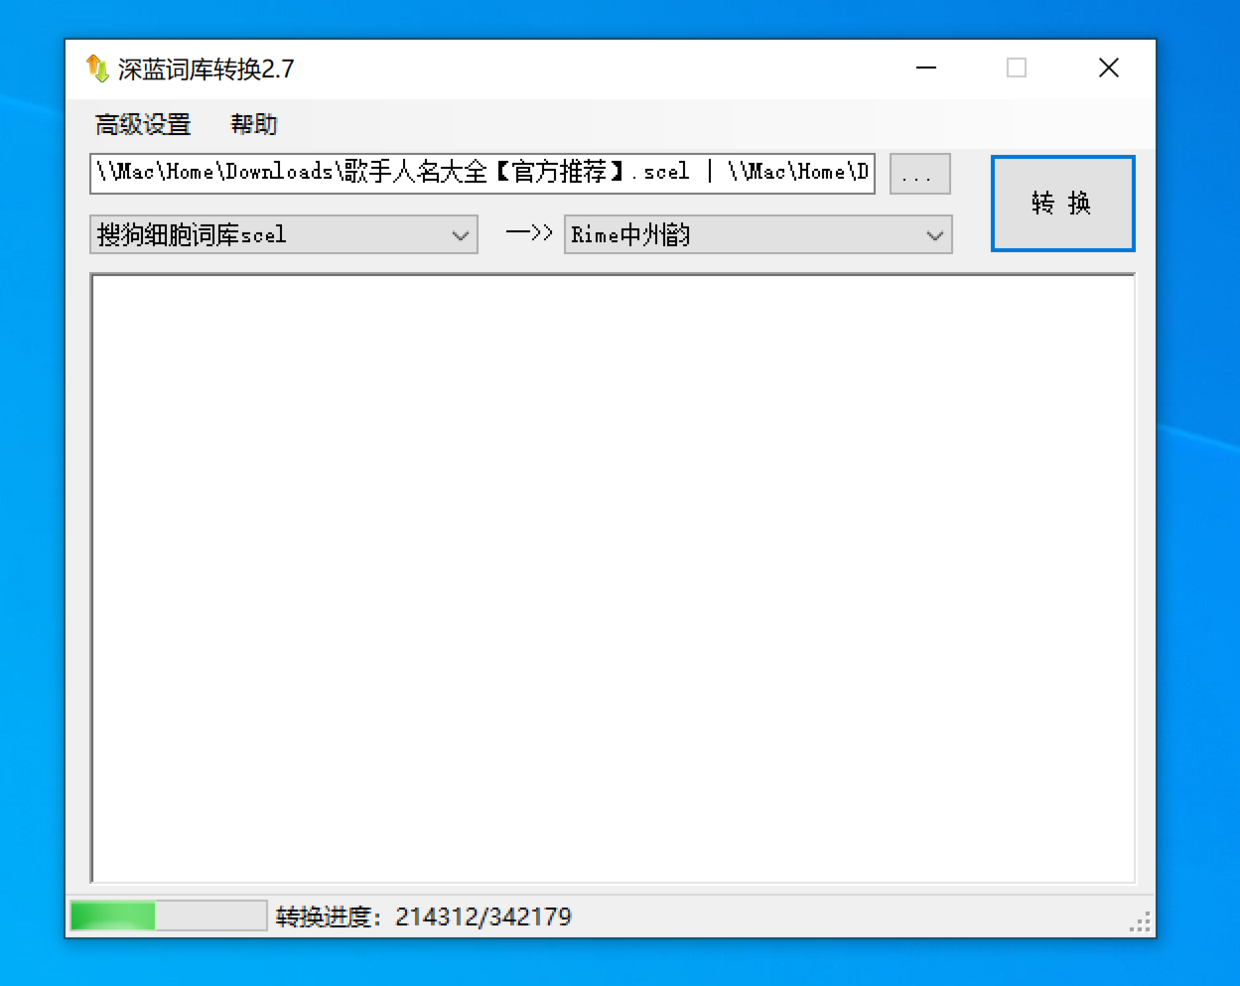 深蓝词库转换2.7
高级设置 帮助
\\Mac\Home\Downloads\歌手人名大全【官方推荐】.scel | \\Mac\Home\D
...
转 换
搜狗细胞词库scel
一>>
Rime中州韵
转换进度：214312/342179